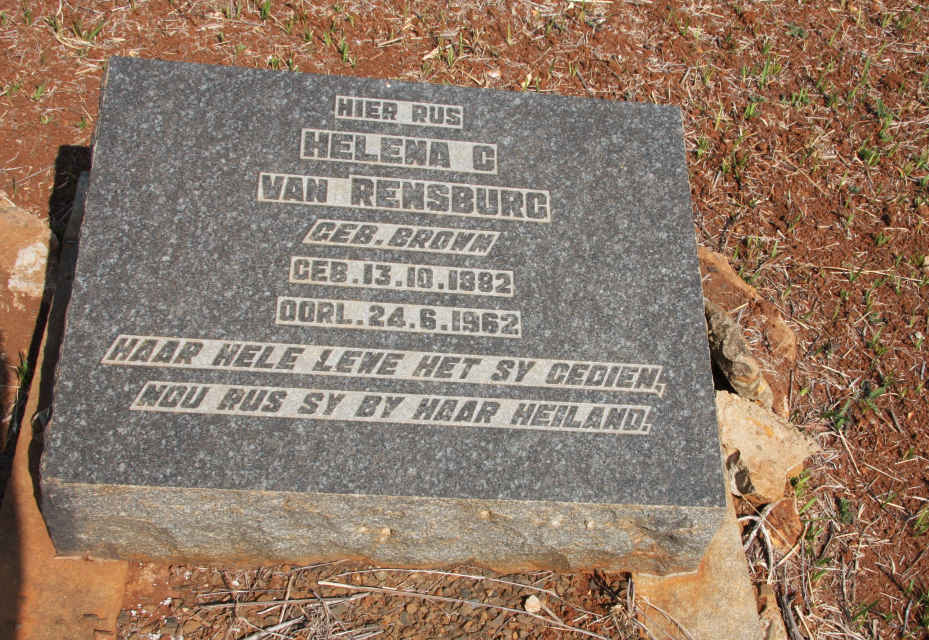 HIER RUS
HELENA C
VAN RENSBURG
GEB. BROWN
GEB. 13.10.1882
OORL. 24.6.1962
HAAR HELE LEWE HET SY GEDIEN,
NOU RUS SY BY HAAR HEILAND.